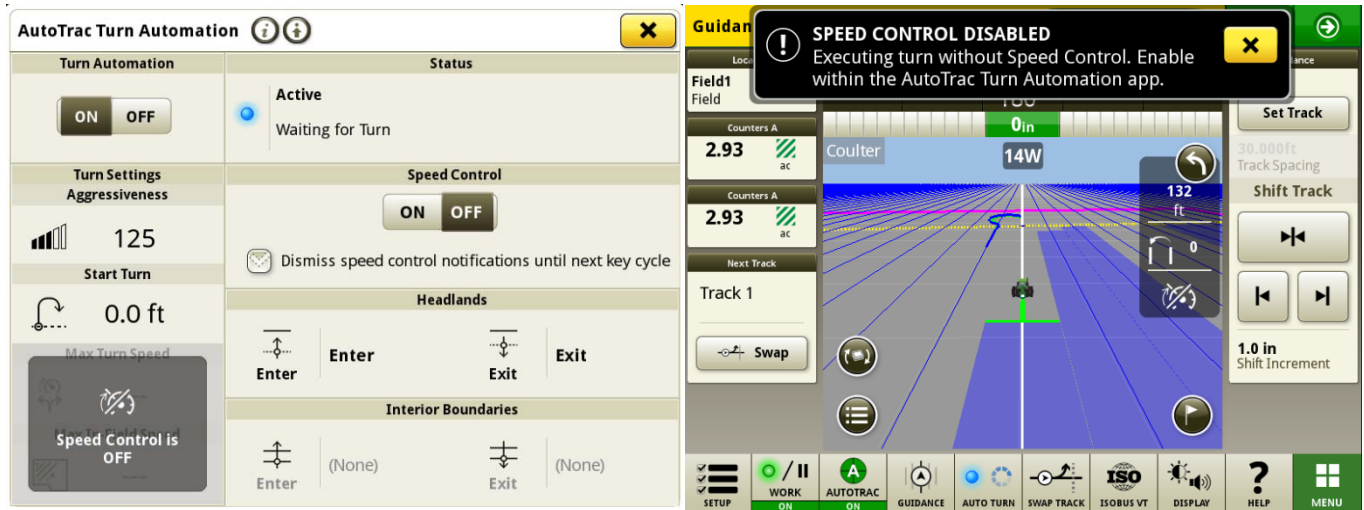 AutoTrac Turn Automation
Turn Automation
ON OFF
Turn Settings
Aggressiveness
125
Start Turn
0.0 ft
Max Turn Speed
Speed Control is
OFF
Status
Active
Waiting for Turn
Speed Control
ON OFF
Dismiss speed control notifications until next key cycle
Headlands
Enter
Enter
Exit
Exit
Interior Boundaries
Enter
(None)
Exit
(None)
Guidan
SPEED CONTROL DISABLED
Executing turn without Speed Control. Enable
within the AutoTrac Turn Automation app.
Loca
Field1
Field
Counters A
2.93
ac
Counters A
2.93
ac
Next Track
Track 1
Swap
180
0in
Coulter
14W
132
ft
0
ance
Set Track
30.000ft
Track Spacing
Shift Track
1.0 in
Shift Increment
SETUP
WORK
ON
A
AUTOTRAC
ON
GUIDANCE
AUTO TURN
SWAP TRACK
ISO
ISOBUS VT
DISPLAY
?
HELP
MENU